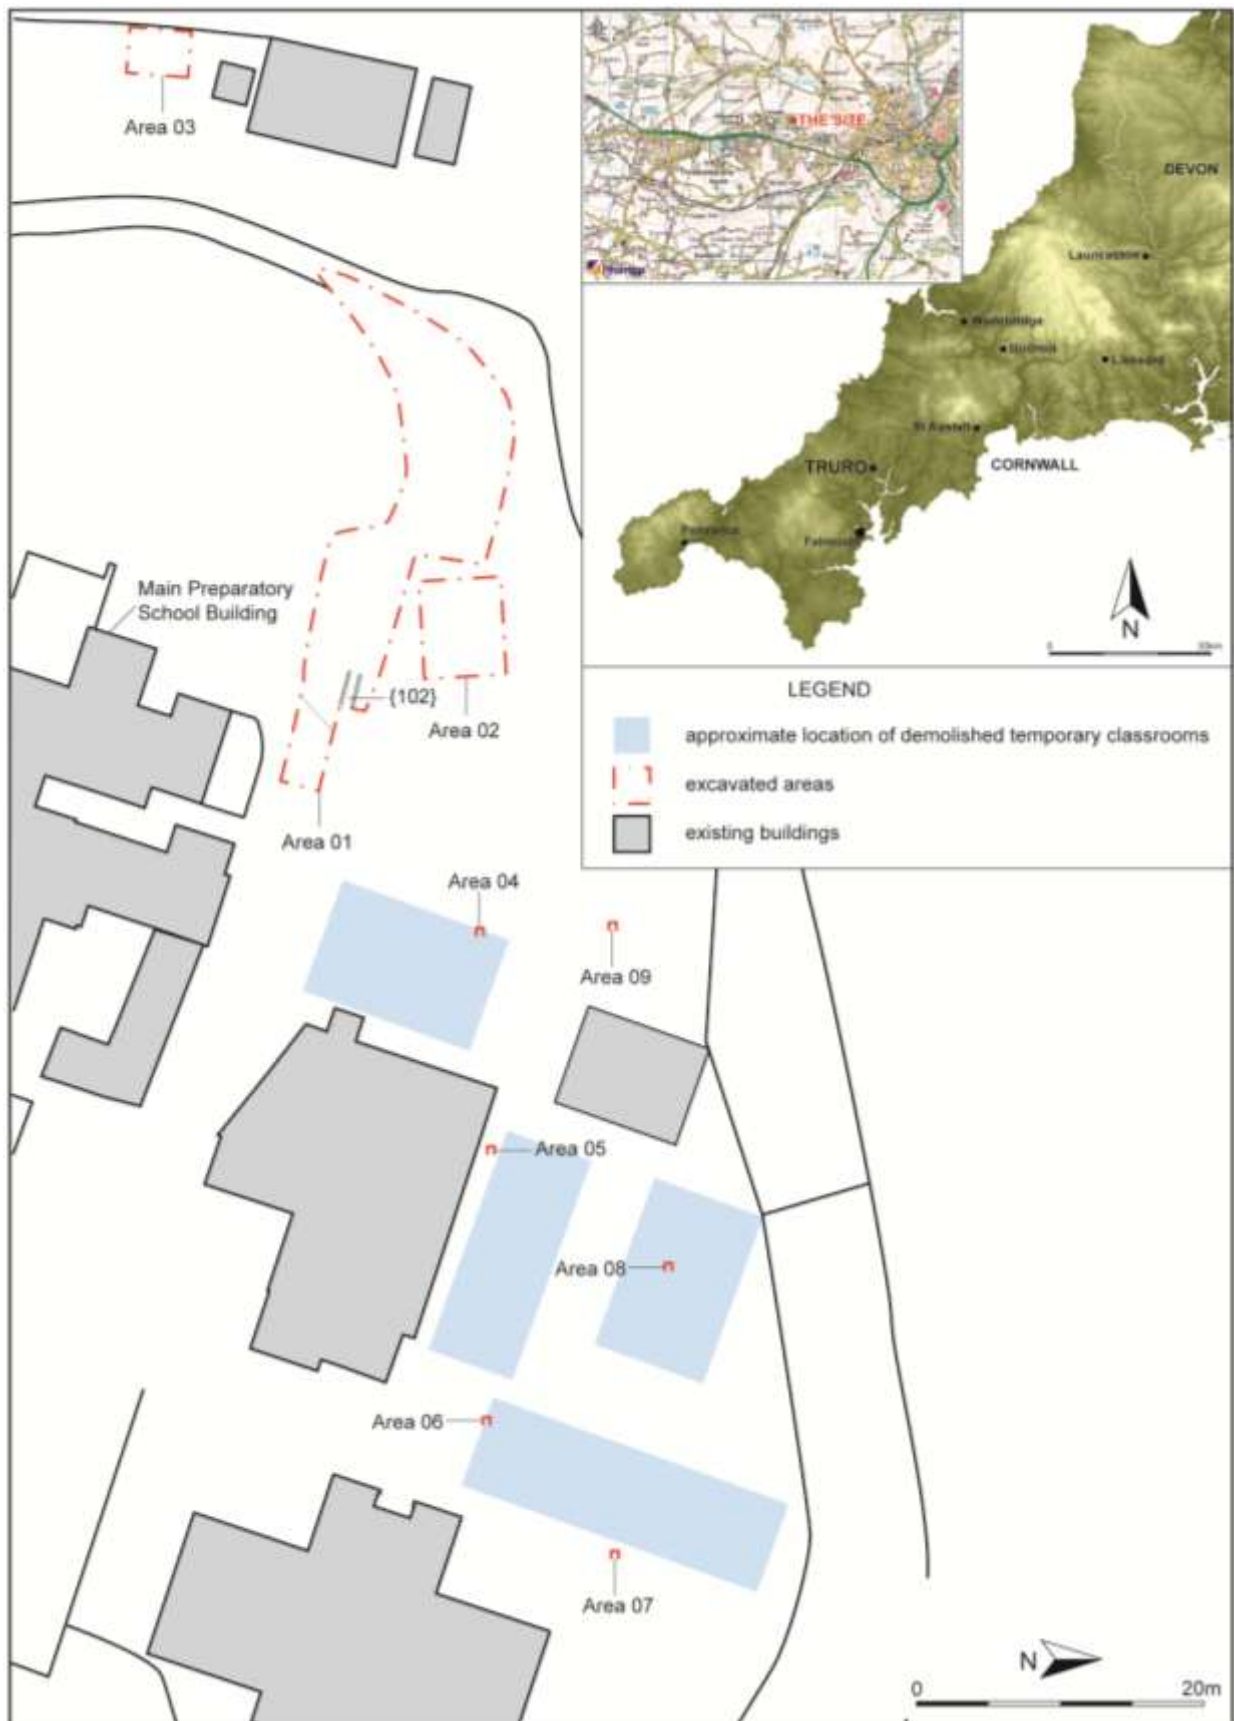 Area 03
THE SITE
DEVON
Launceston
Wadebridge
Bodmin
Liskeard
St Austell
TRURO
CORNWALL
Penzance
Falmouth
N
0
Main Preparatory
School Building
{102}
Area 02
Area 01
LEGEND
approximate location of demolished temporary classrooms
excavated areas
existing buildings
Area 04
Area 09
Area 05
Area 08
Area 06
Area 07
N
0 20m